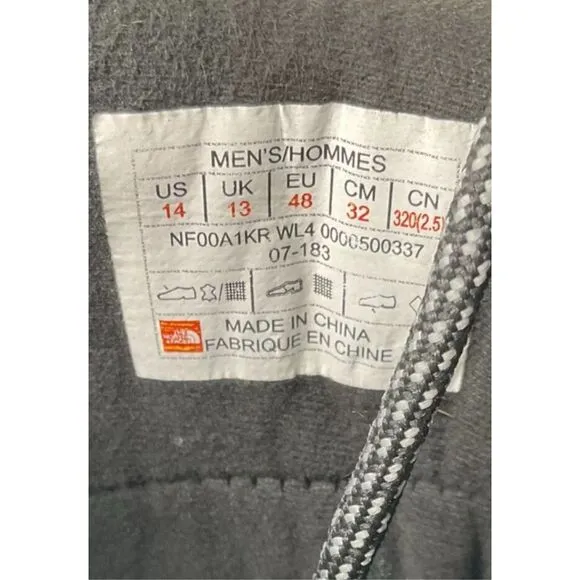 MEN'S/HOMMES
US UK EU CM CN
14 13 48 32 320(2.5)
NF00A1KR WL4 0000500337
07-183
MADE IN CHINA
FABRIQUE EN CHINE